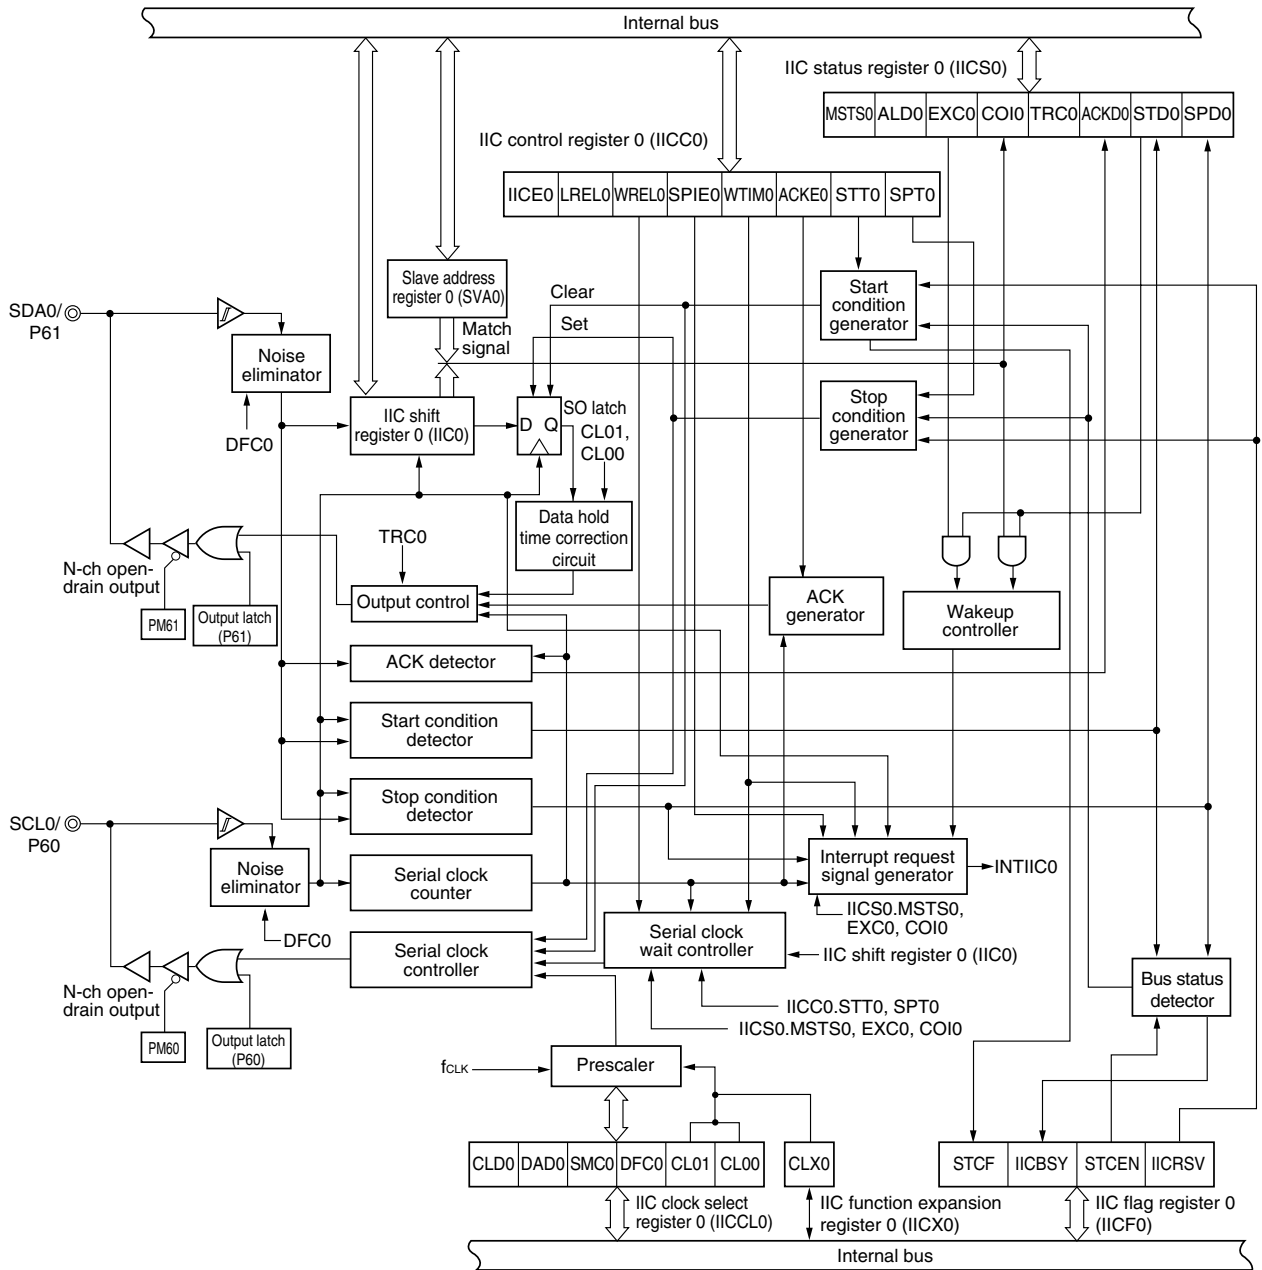 Internal bus
IIC status register 0 (IICS0)
MSTS0 ALD0 EXC0 COI0 TRC0 ACKD0 STD0 SPD0
IIC control register 0 (IICC0)
IICE0 LREL0 WREL0 SPIE0 WTIM0 ACKE0 STT0 SPT0
Slave address
register 0 (SVA0)
Clear
Set
Match
signal
Start
condition
generator
SDA0/
P61
Noise
eliminator
DFC0
IIC shift
register 0 (IIC0)
D Q
SO latch
CL01,
CL00
Stop
condition
generator
Data hold
time correction
circuit
TRC0
N-ch open-
drain output
PM61
Output latch
(P61)
Output control
ACK
generator
Wakeup
controller
ACK detector
Start condition
detector
Stop condition
detector
SCL0/
P60
Noise
eliminator
DFC0
Serial clock
counter
Interrupt request
signal generator
INTIIC0
IICS0.MSTS0,
EXC0, COI0
Serial clock
controller
Serial clock
wait controller
IIC shift register 0 (IIC0)
Bus status
detector
N-ch open-
drain output
PM60
Output latch
(P60)
IICC0.STT0, SPT0
IICS0.MSTS0, EXC0, COI0
fCLK
Prescaler
CLD0 DAD0 SMC0 DFC0 CL01 CL00
CLX0
STCF IICBSY STCEN IICRSV
IIC clock select
register 0 (IICCL0)
IIC function expansion
register 0 (IICX0)
IIC flag register 0
(IICF0)
Internal bus